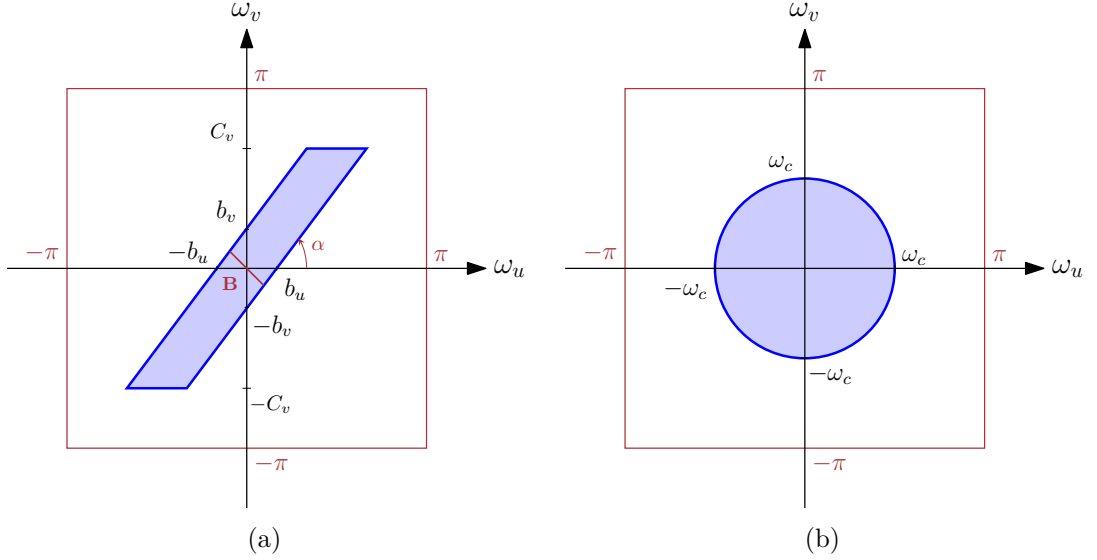 ω_v
π
C_v
b_v
α
−b_u
−π
π
ω_u
B
b_u
−b_v
−C_v
−π
(a)
ω_v
π
ω_c
−π
ω_c
π
ω_u
−ω_c
−ω_c
−π
(b)